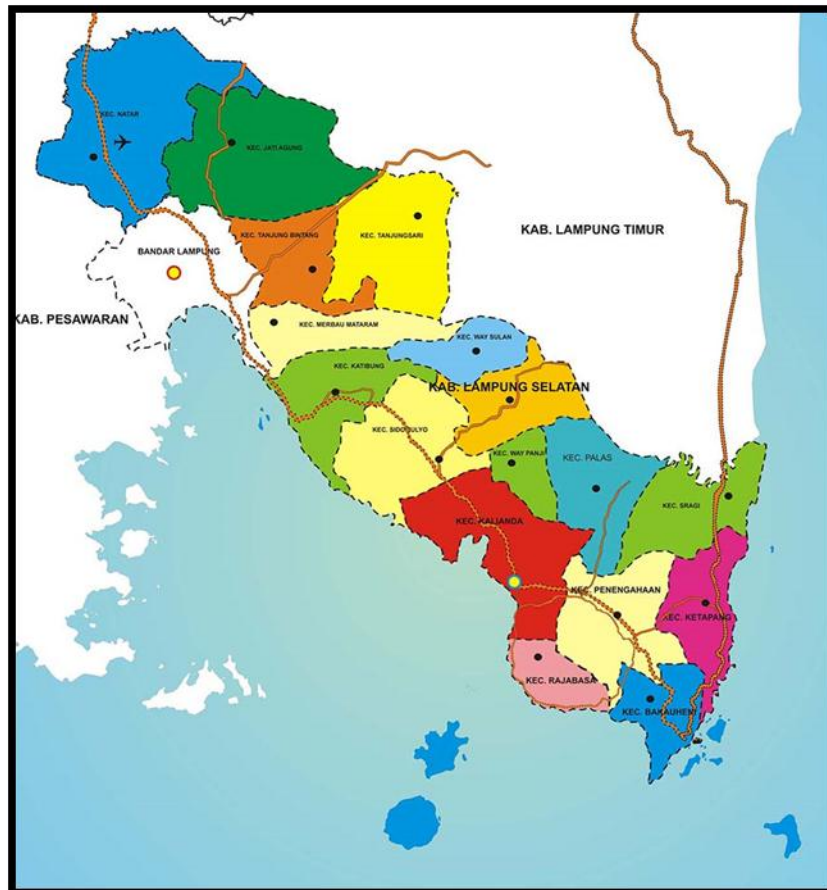 KEC. NATAR
KEC. JATI AGUNG
KEC. TANJUNG BINTANG
KEC. TANJUNGSARI
KAB. LAMPUNG TIMUR
BANDAR LAMPUNG
KAB. PESAWARAN
KEC. MERBAU MATARAM
KEC. WAY SULAN
KEC. KATIBUNG
KAB. LAMPUNG SELATAN
KEC. SIDOMULYO
KEC. WAY PANJI
KEC. PALAS
KEC. SRAGI
KEC. KALIANDA
KEC. PENENGAHAAN
KEC. KETAPANG
KEC. RAJABASA
KEC. BAKAUHENI